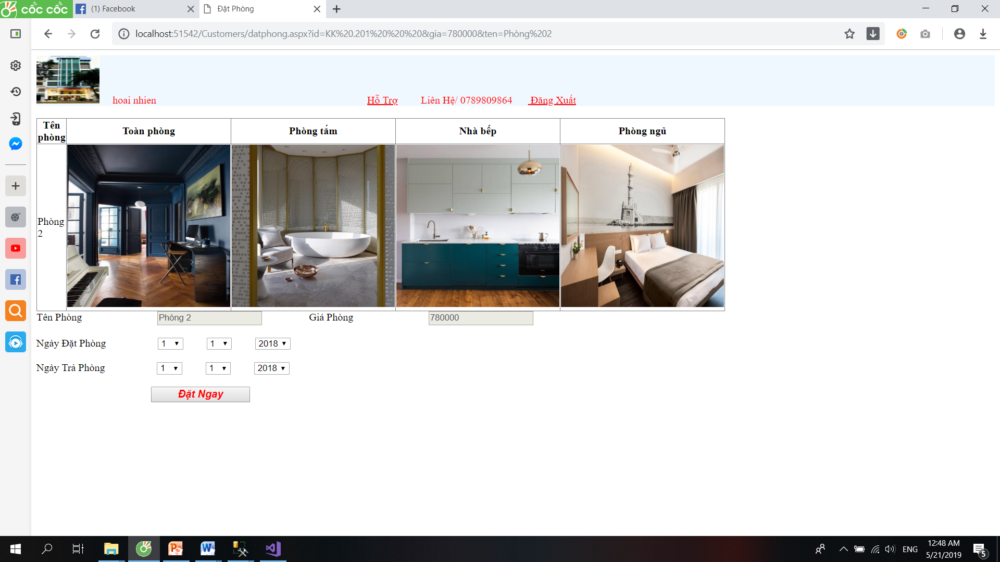 cốc cốc
(1) Facebook
Đặt Phòng
localhost:51542/Customers/datphong.aspx?id=KK%20.201%20%20%20&gia=780000&ten=Phòng%202
hoai nhien
Hỗ Trợ
Liên Hệ/ 0789809864
Đăng Xuất
Tên phòng
Toàn phòng
Phòng tắm
Nhà bếp
Phòng ngủ
Phòng 2
Tên Phòng
Phòng 2
Giá Phòng
780000
Ngày Đặt Phòng
1
1
2018
Ngày Trả Phòng
1
1
2018
Đặt Ngay
ENG
12:48 AM
5/21/2019
5